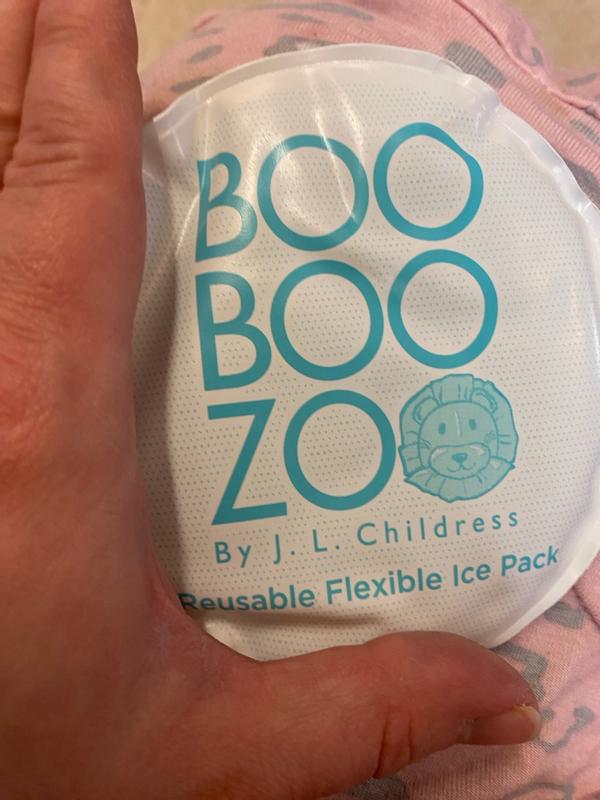 BOO
BOO
ZO
By J. L. Childress
Reusable Flexible Ice Pack